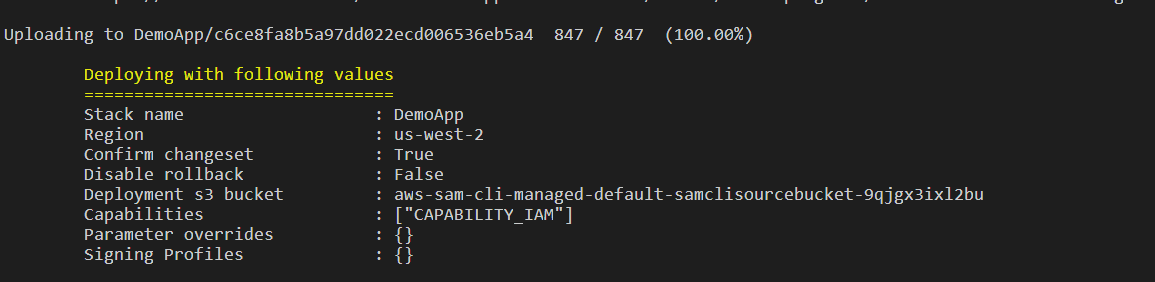 Uploading to DemoApp/c6ce8fa8b5a97dd022ecd006536eb5a4  847 / 847  (100.00%)
Deploying with following values
===============================
Stack name                   : DemoApp
Region                       : us-west-2
Confirm changeset            : True
Disable rollback             : False
Deployment s3 bucket         : aws-sam-cli-managed-default-samclisourcebucket-9qjgx3ixl2bu
Capabilities                 : ["CAPABILITY_IAM"]
Parameter overrides          : {}
Signing Profiles             : {}